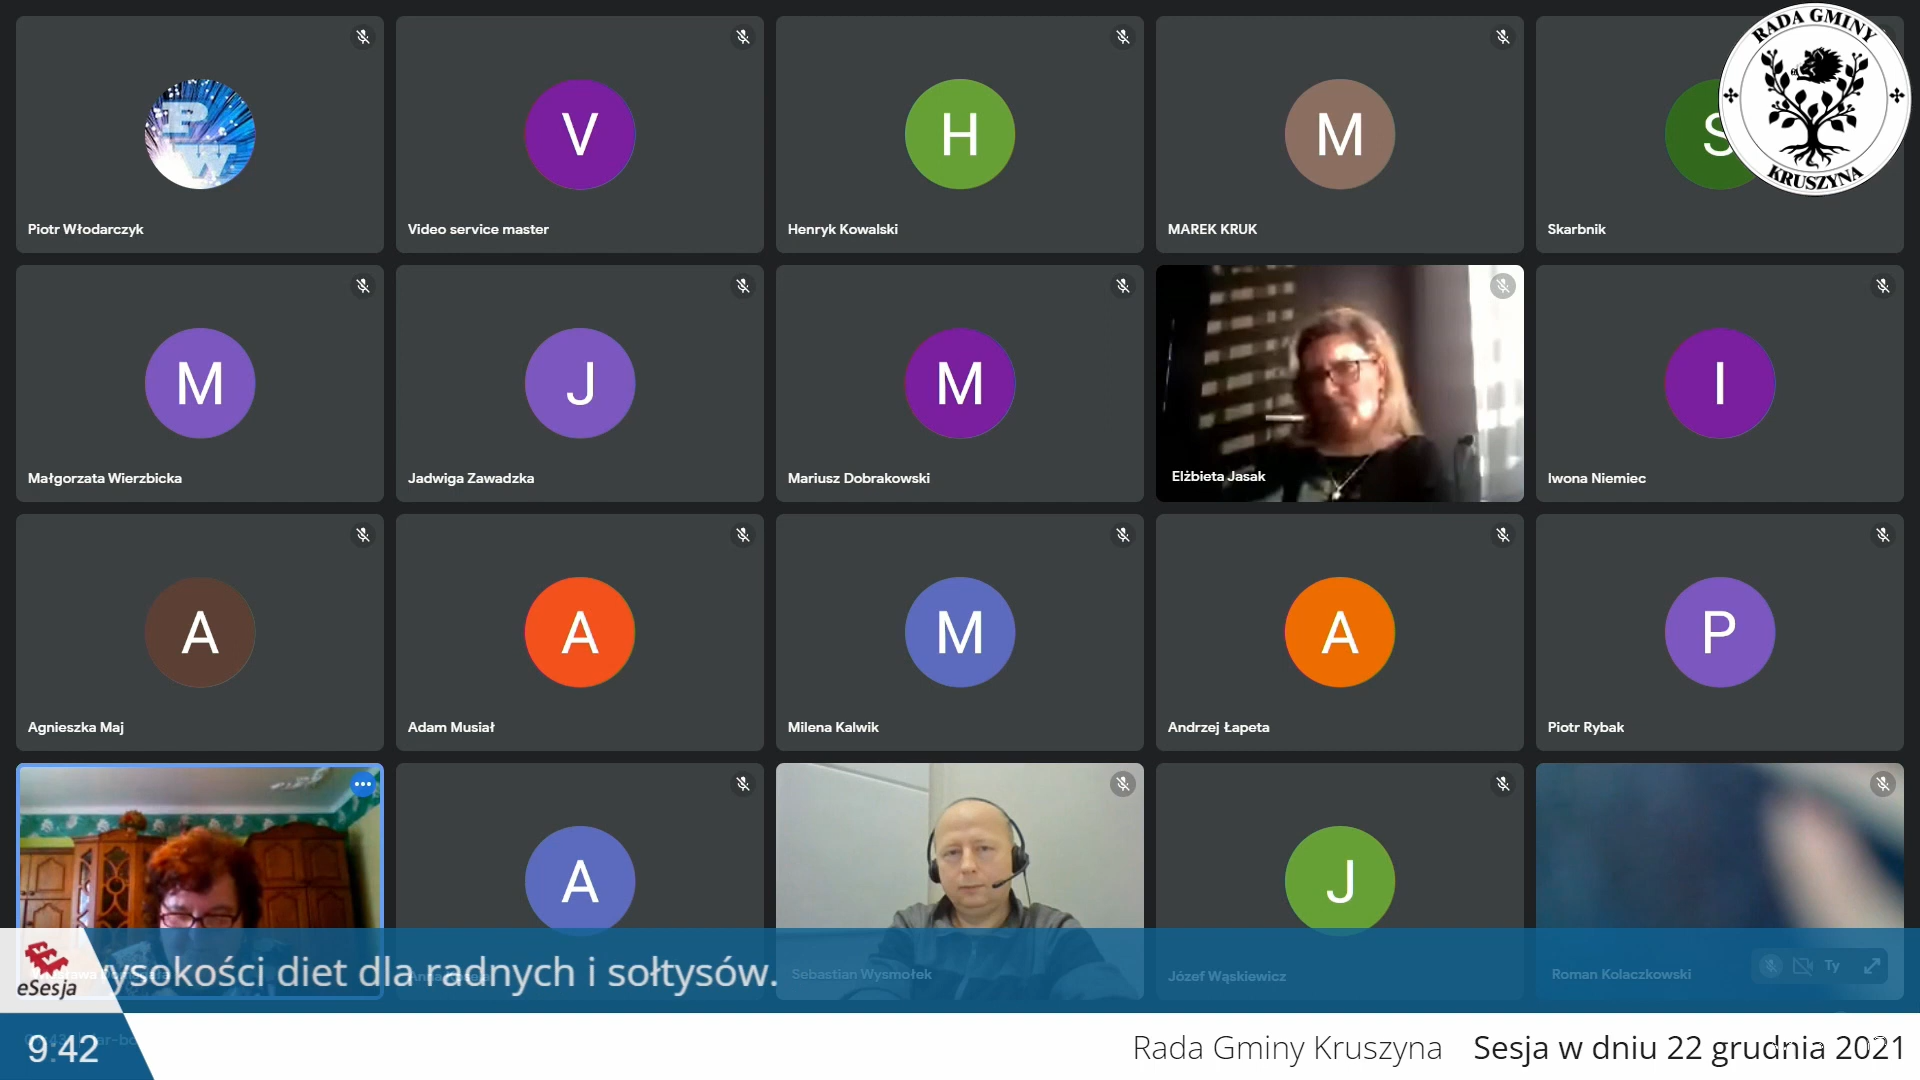 RADA GMINY
KRUSZYNA
P
W
V
H
M
S
Piotr Włodarczyk
Video service master
Henryk Kowalski
MAREK KRUK
Skarbnik
M
J
M
I
Małgorzata Wierzbicka
Jadwiga Zawadzka
Mariusz Dobrakowski
Elżbieta Jasak
Iwona Niemiec
A
A
M
A
P
Agnieszka Maj
Adam Musiał
Milena Kalwik
Andrzej Łapeta
Piotr Rybak
A
J
ysokości diet dla radnych i sołtysów.
Sebastian Wysmołek
Józef Wąskiewicz
Roman Kolaczkowski
Ty
eSesja
9:42
Rada Gminy Kruszyna Sesja w dniu 22 grudnia 2021